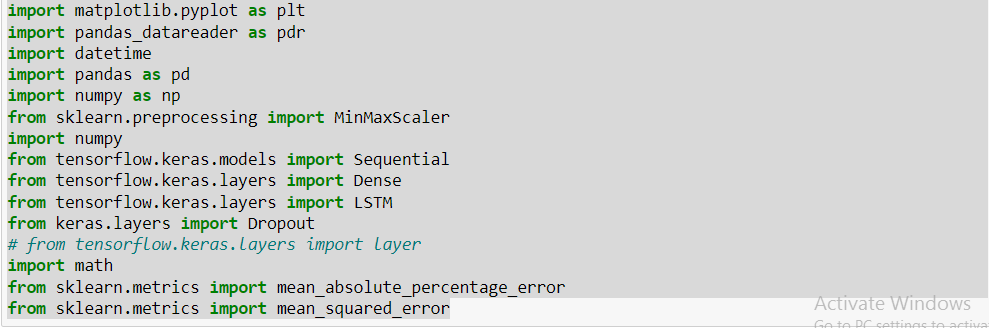 import matplotlib.pyplot as plt
import pandas_datareader as pdr
import datetime
import pandas as pd
import numpy as np
from sklearn.preprocessing import MinMaxScaler
import numpy
from tensorflow.keras.models import Sequential
from tensorflow.keras.layers import Dense
from tensorflow.keras.layers import LSTM
from keras.layers import Dropout
# from tensorflow.keras.layers import layer
import math
from sklearn.metrics import mean_absolute_percentage_error
from sklearn.metrics import mean_squared_error
Activate Windows
Go to PC settings to activa